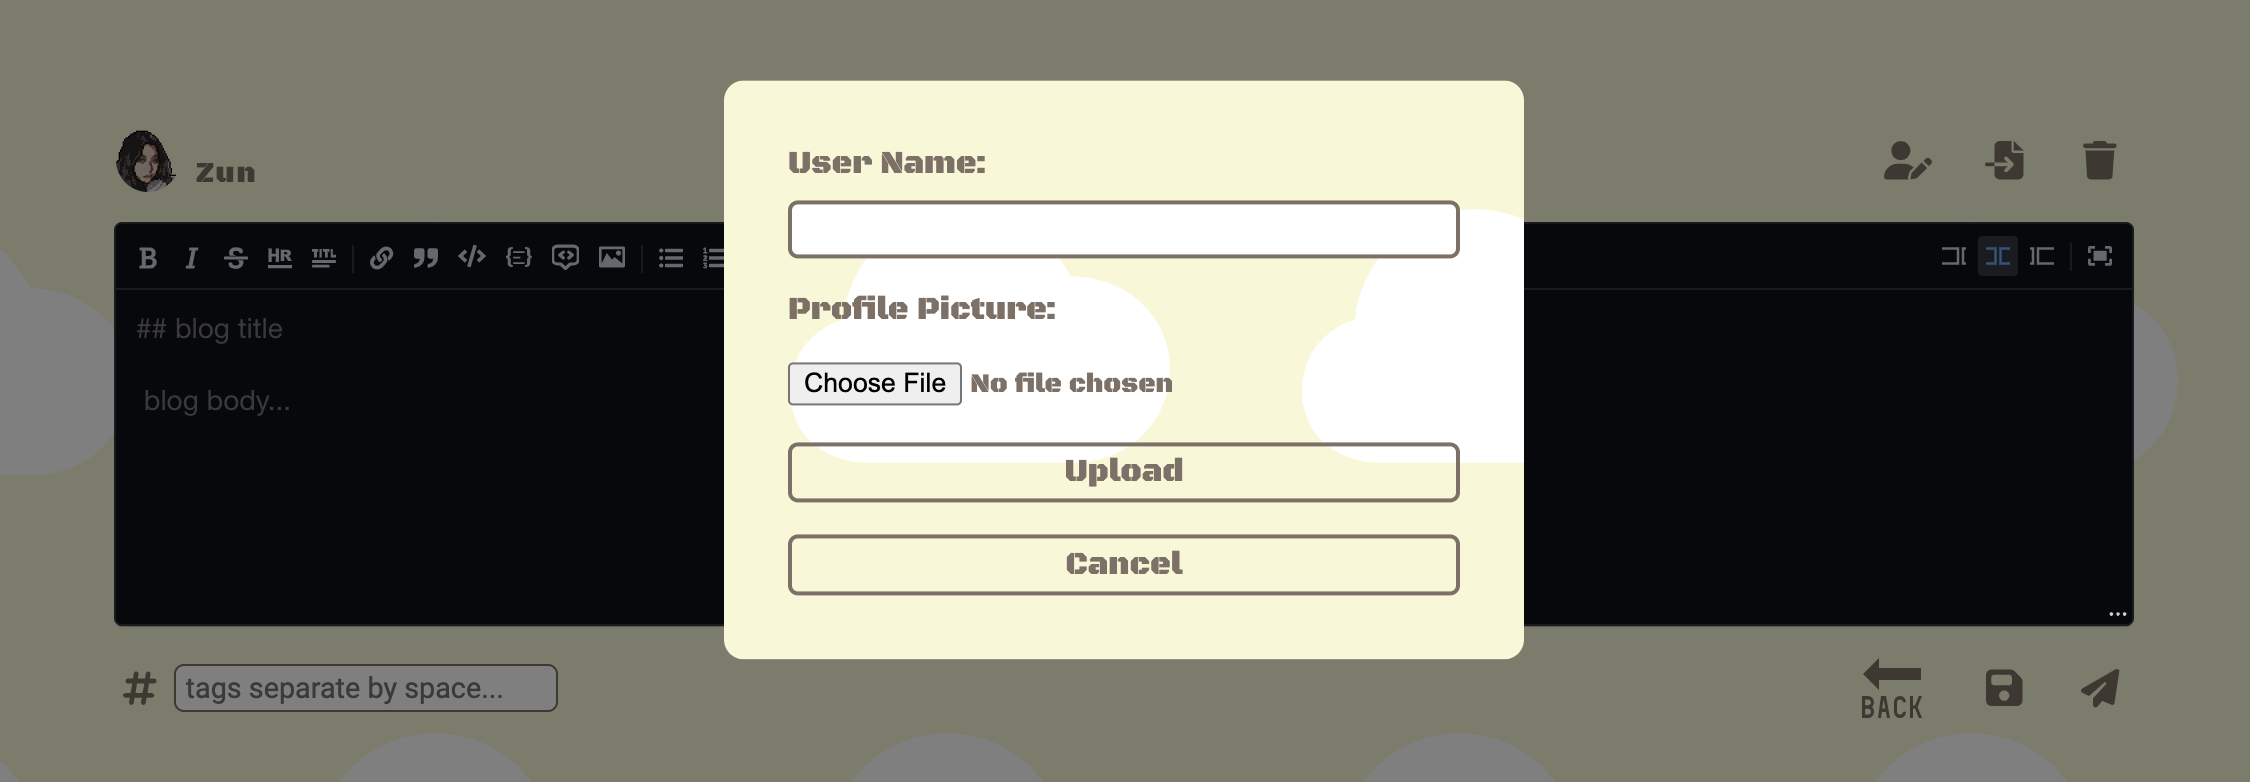 Zun
User Name:
B I S HR TITL
## blog title
blog body...
Profile Picture:
Choose File No file chosen
Upload
Cancel
# tags separate by space...
BACK